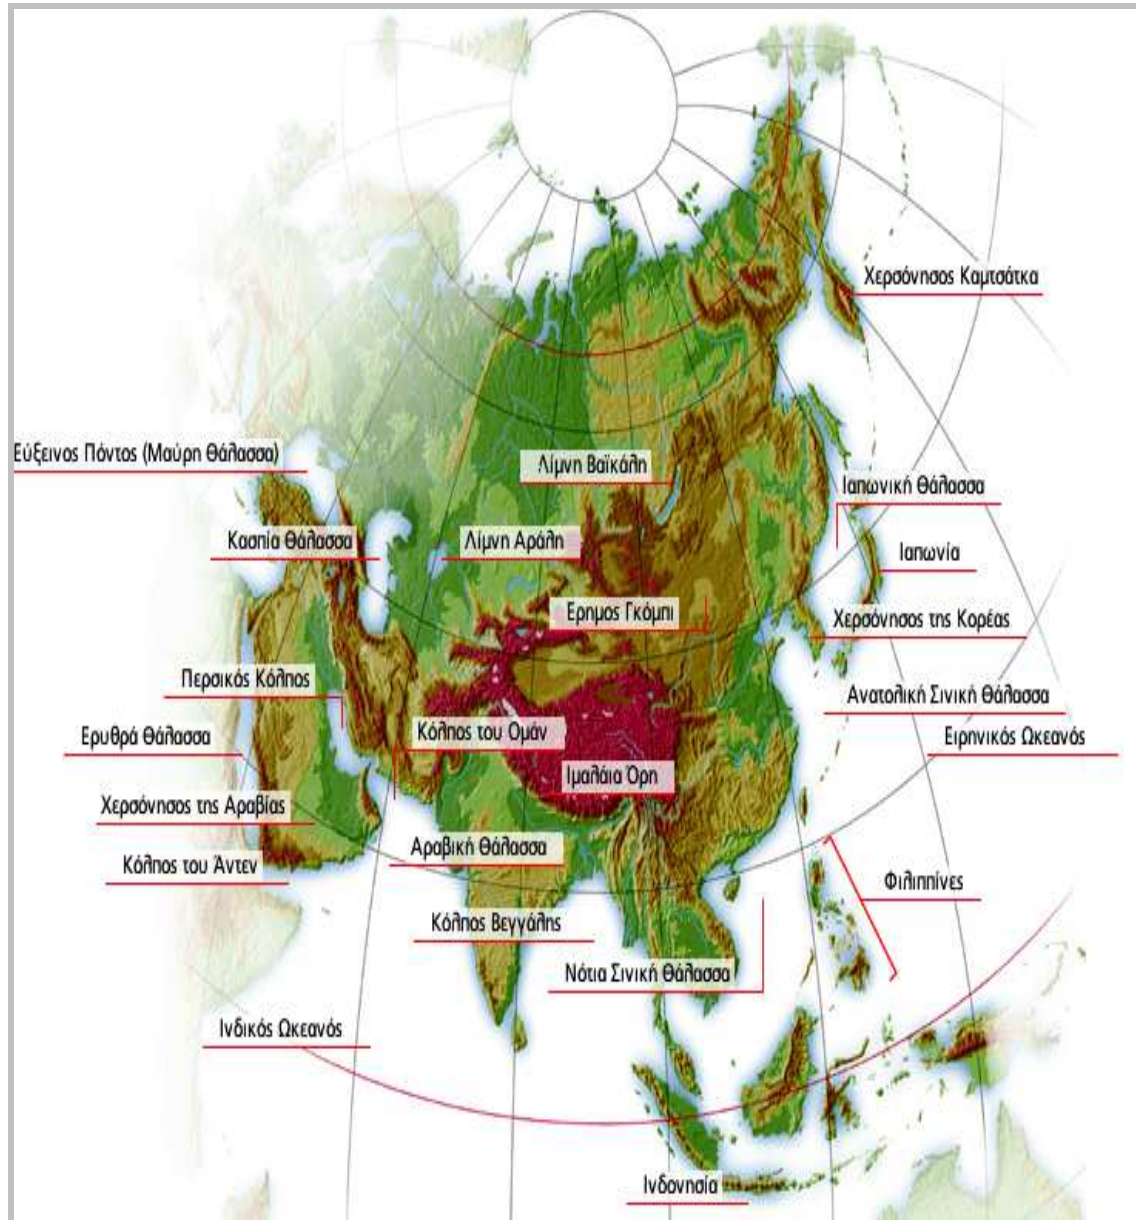 Χερσόνησος Καμτσάτκα
Εύξεινος Πόντος (Μαύρη Θάλασσα)
Λίμνη Βαϊκάλη
Ιαπωνική Θάλασσα
Κασπία Θάλασσα
Λίμνη Αράλη
Ιαπωνία
Ερημος Γκόμπι
Χερσόνησος της Κορέας
Περσικός Κόλπος
Ανατολική Σινική Θάλασσα
Ερυθρά Θάλασσα
Κόλπος του Ομάν
Ειρηνικός Ωκεανός
Ιμαλάια Όρη
Χερσόνησος της Αραβίας
Αραβική Θάλασσα
Κόλπος του Άντεν
Φιλιππίνες
Κόλπος Βεγγάλης
Νότια Σινική Θάλασσα
Ινδικός Ωκεανός
Ινδονησία